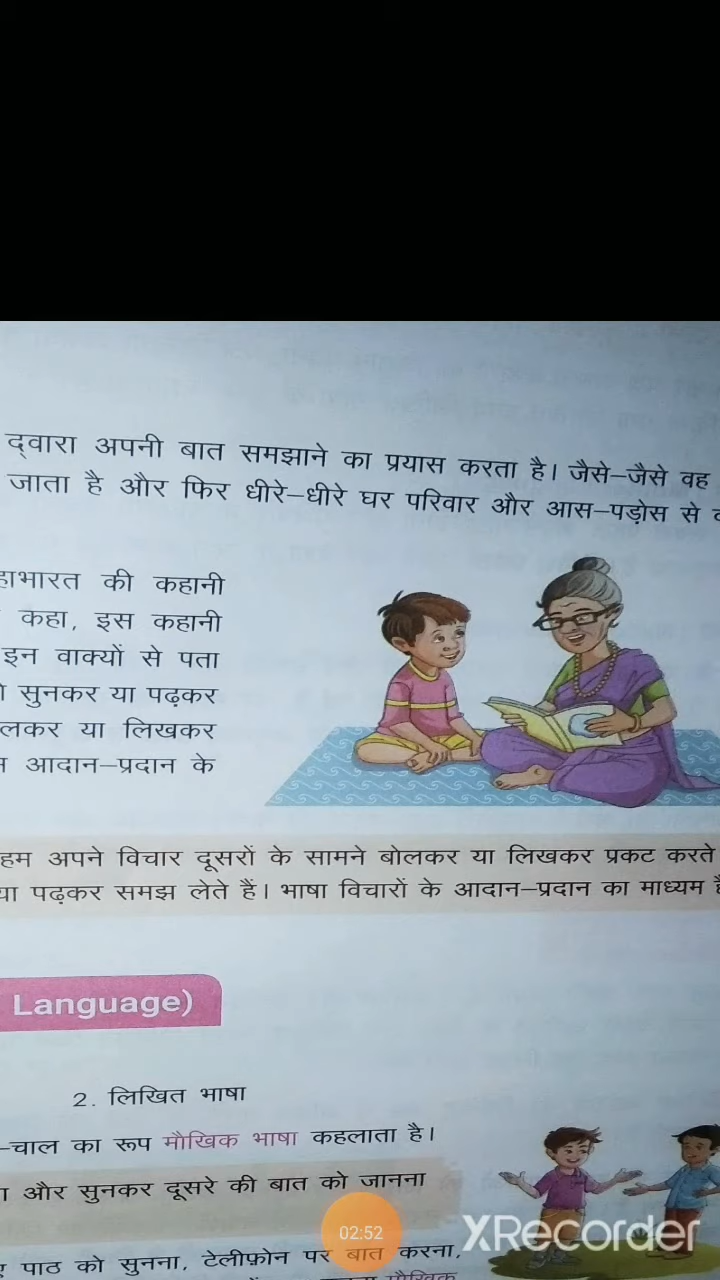 द्वारा अपनी बात समझाने का प्रयास करता है। जैसे–जैसे वह
जाता है और फिर धीरे–धीरे घर परिवार और आस–पड़ोस से
हाभारत की कहानी
कहा, इस कहानी
इन वाक्यों से पता
सुनकर या पढ़कर
लकर या लिखकर
आदान–प्रदान के
हम अपने विचार दूसरों के सामने बोलकर या लिखकर प्रकट करते
या पढ़कर समझ लेते हैं। भाषा विचारों के आदान–प्रदान का माध्यम है
Language)
2. लिखित भाषा
–चाल का रूप मौखिक भाषा कहलाता है।
और सुनकर दूसरे की बात को जानना
पाठ को सुनना, टेलीफ़ोन पर बात करना,
मौखिक
02:52
XRecorder